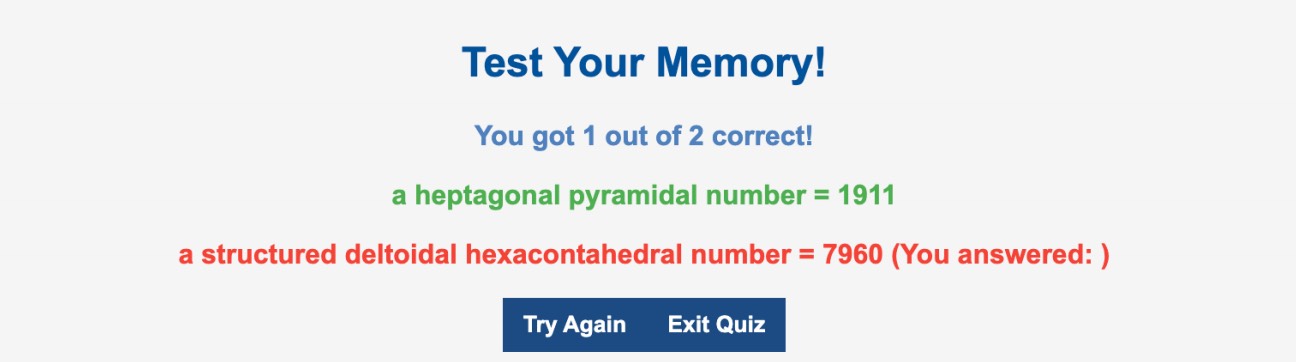 Test Your Memory!
You got 1 out of 2 correct!
a heptagonal pyramidal number = 1911
a structured deltoidal hexacontahedral number = 7960 (You answered: )
Try Again Exit Quiz